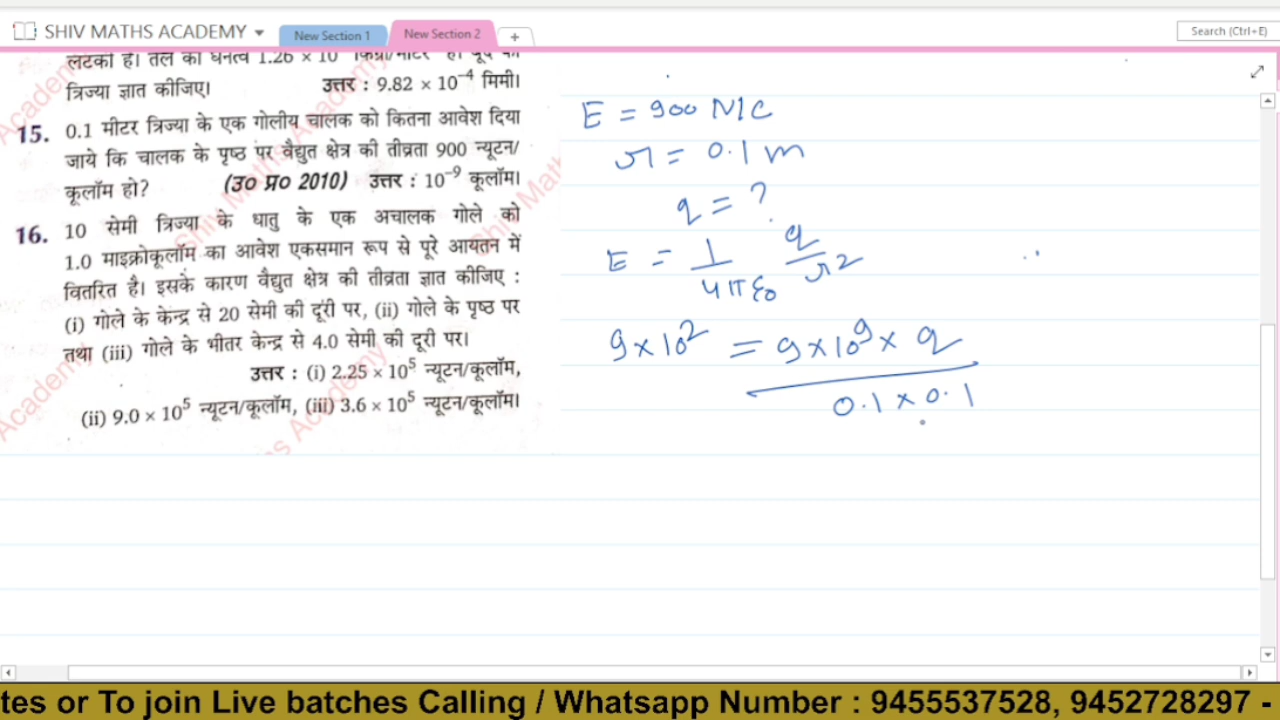 SHIV MATHS ACADEMY
New Section 1
New Section 2
+
Search (Ctrl+E)
लटकी है। तेल का घनत्व 1.26 × 10
त्रिज्या ज्ञात कीजिए। उत्तर : 9.82 × 10⁻⁴ मिमी।
15. 0.1 मीटर त्रिज्या के एक गोलीय चालक को कितना आवेश दिया
जाये कि चालक के पृष्ठ पर वैद्युत क्षेत्र की तीव्रता 900 न्यूटन/
कूलॉम हो? (उ० प्र० 2010) उत्तर : 10⁻⁹ कूलॉम।
16. 10 सेमी त्रिज्या के धातु के एक अचालक गोले को
1.0 माइक्रोकूलॉम का आवेश एकसमान रूप से पूरे आयतन में
वितरित है। इसके कारण वैद्युत क्षेत्र की तीव्रता ज्ञात कीजिए :
(i) गोले के केन्द्र से 20 सेमी की दूरी पर, (ii) गोले के पृष्ठ पर
तथा (iii) गोले के भीतर केन्द्र से 4.0 सेमी की दूरी पर।
उत्तर : (i) 2.25 × 10⁵ न्यूटन/कूलॉम,
(ii) 9.0 × 10⁵ न्यूटन/कूलॉम, (iii) 3.6 × 10⁵ न्यूटन/कूलॉम।
E = 900 N/C
r = 0.1 m
q = ?
E = 1/4πε₀ q/r2
9×10² = 9×10⁹× q
0.1 × 0.1
tes or To join Live batches Calling / Whatsapp Number : 9455537528, 9452728297 -